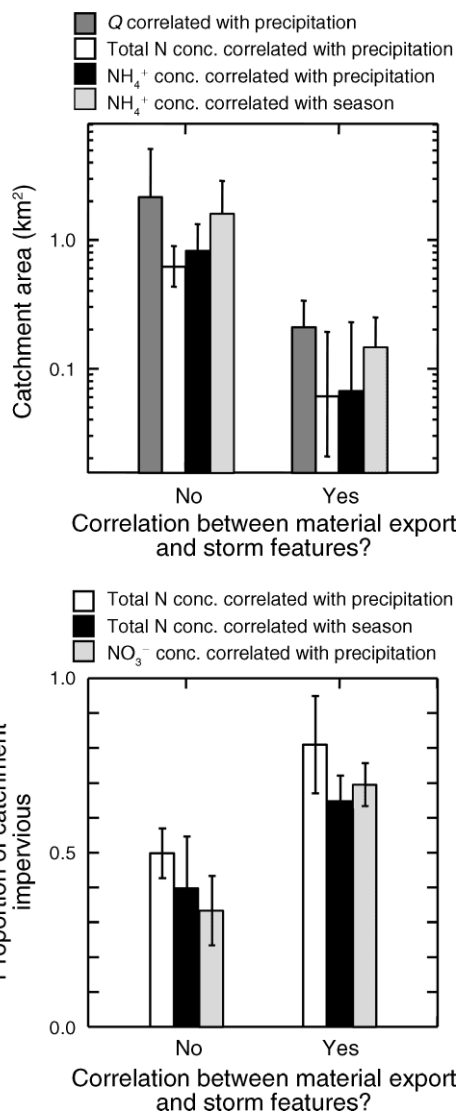 Q correlated with precipitation
Total N conc. correlated with precipitation
NH₄⁺ conc. correlated with precipitation
NH₄⁺ conc. correlated with season
Catchment area (km²)
1.0
0.1
No Yes
Correlation between material export
and storm features?
Total N conc. correlated with precipitation
Total N conc. correlated with season
NO₃⁻ conc. correlated with precipitation
Proportion of catchment
impervious
1.0
0.5
0.0
No Yes
Correlation between material export
and storm features?